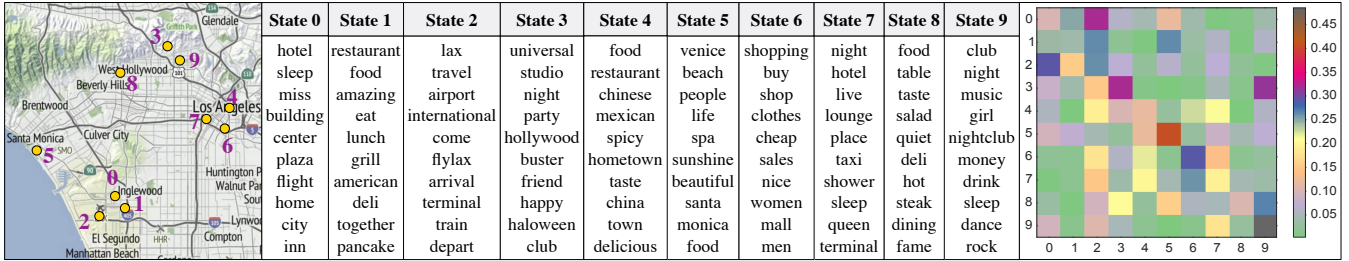 Glendale
Griffith Park
3
9
101
West Hollywood
Beverly Hills
8
Brentwood
Los Angeles
4
7
6
Santa Monica
SMO
Culver City
5
90
Huntington P
Walnut Par
0
Inglewood
1
2
El Segundo
HHR
Compton
Manhattan Beach
State 0 State 1 State 2 State 3 State 4 State 5 State 6 State 7 State 8 State 9
hotel restaurant lax universal food venice shopping night food club
sleep food travel studio restaurant beach buy hotel table night
miss amazing airport night chinese people shop live taste music
building eat international party mexican life clothes lounge salad girl
center lunch come hollywood spicy spa cheap place quiet nightclub
plaza grill flylax buster hometown sunshine sales taxi deli money
flight american arrival friend taste beautiful nice shower hot drink
home deli terminal happy china santa women sleep steak sleep
city together train haloween town monica mall queen dining dance
inn pancake depart club delicious food men terminal fame rock
0
1
2
3
4
5
6
7
8
9
0 1 2 3 4 5 6 7 8 9
0.45
0.40
0.35
0.30
0.25
0.20
0.15
0.10
0.05